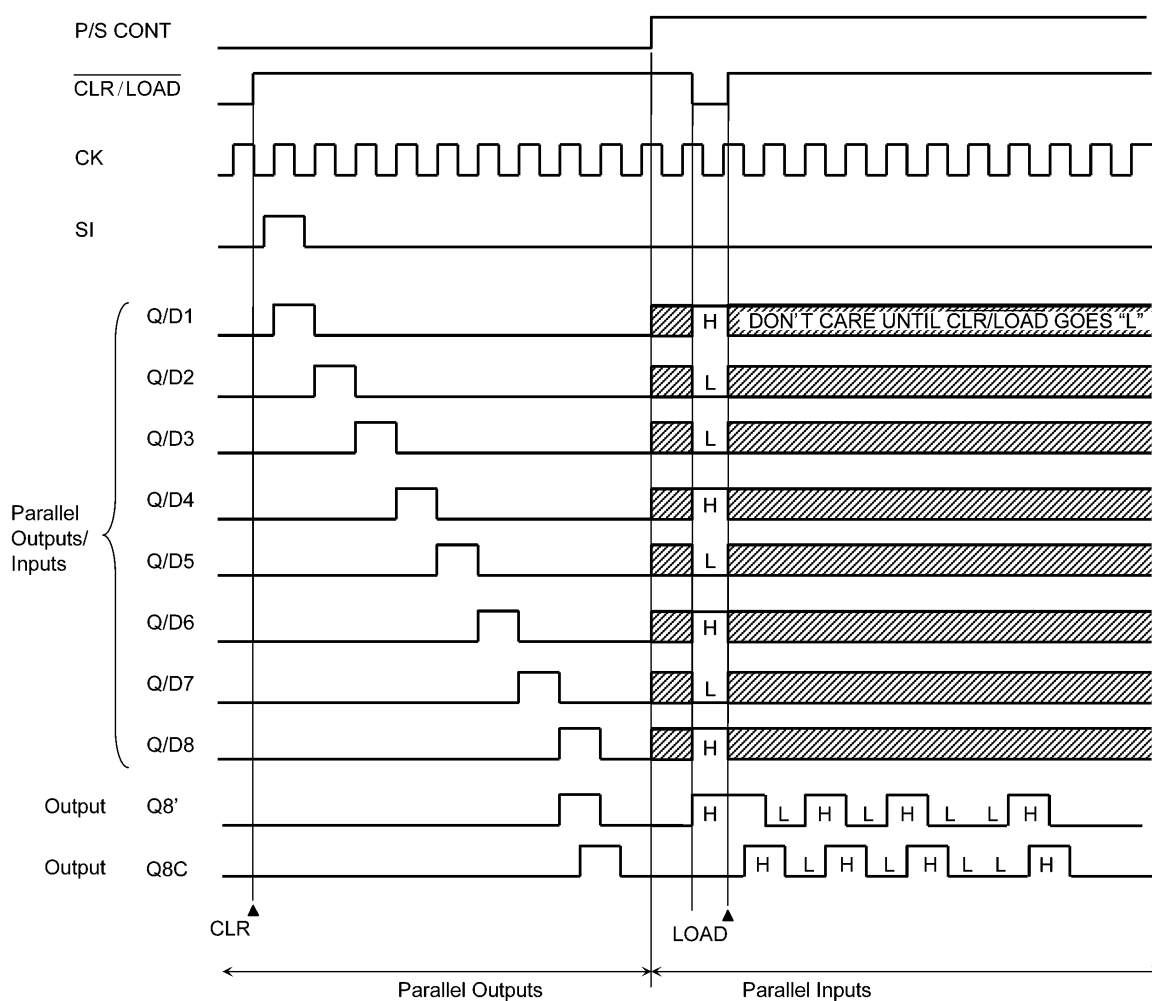 P/S CONT
CLR/LOAD
CK
SI
Q/D1 H DON'T CARE UNTIL CLR/LOAD GOES “L”
Q/D2 L
Q/D3 L
Q/D4 H
Parallel
Outputs/
Inputs
Q/D5 L
Q/D6 H
Q/D7 L
Q/D8 H
Output Q8' H L H L H L L H
Output Q8C H L H L H L L H
CLR LOAD
Parallel Outputs Parallel Inputs